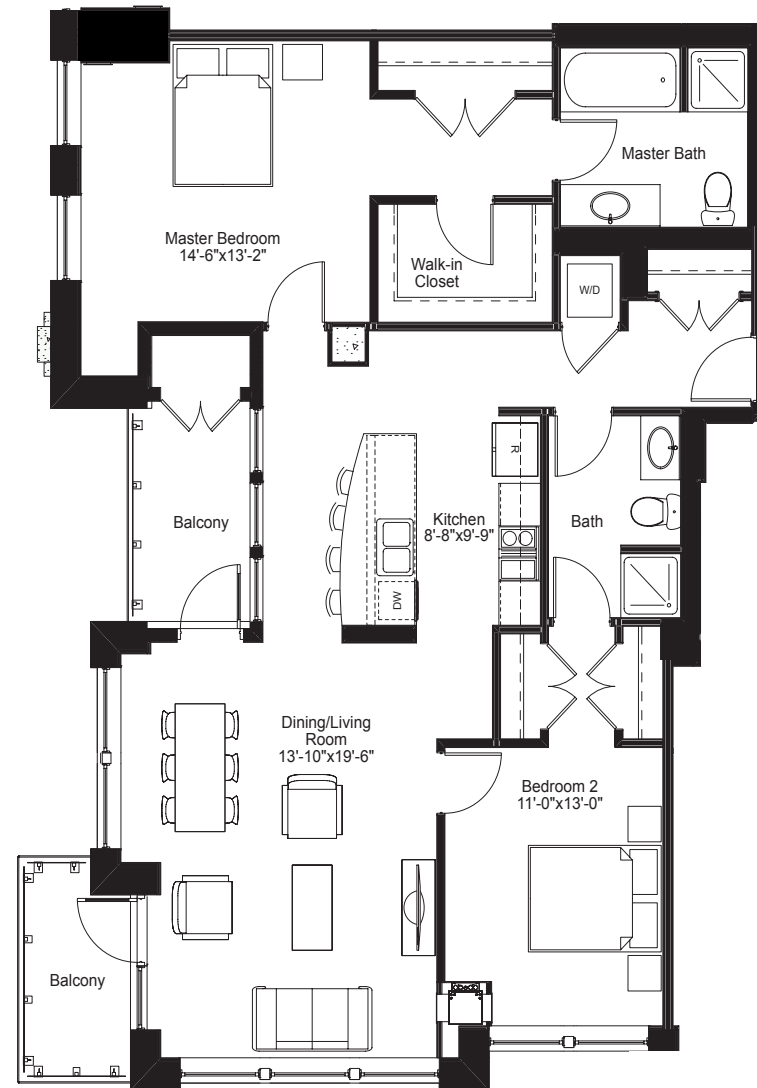 Master Bath
Master Bedroom
14'-6"x13'-2"
Walk-in
Closet
W/D
R
Balcony
Kitchen
8'-8"x9'-9"
Bath
DW
Dining/Living
Room
13'-10"x19'-6"
Bedroom 2
11'-0"x13'-0"
Balcony